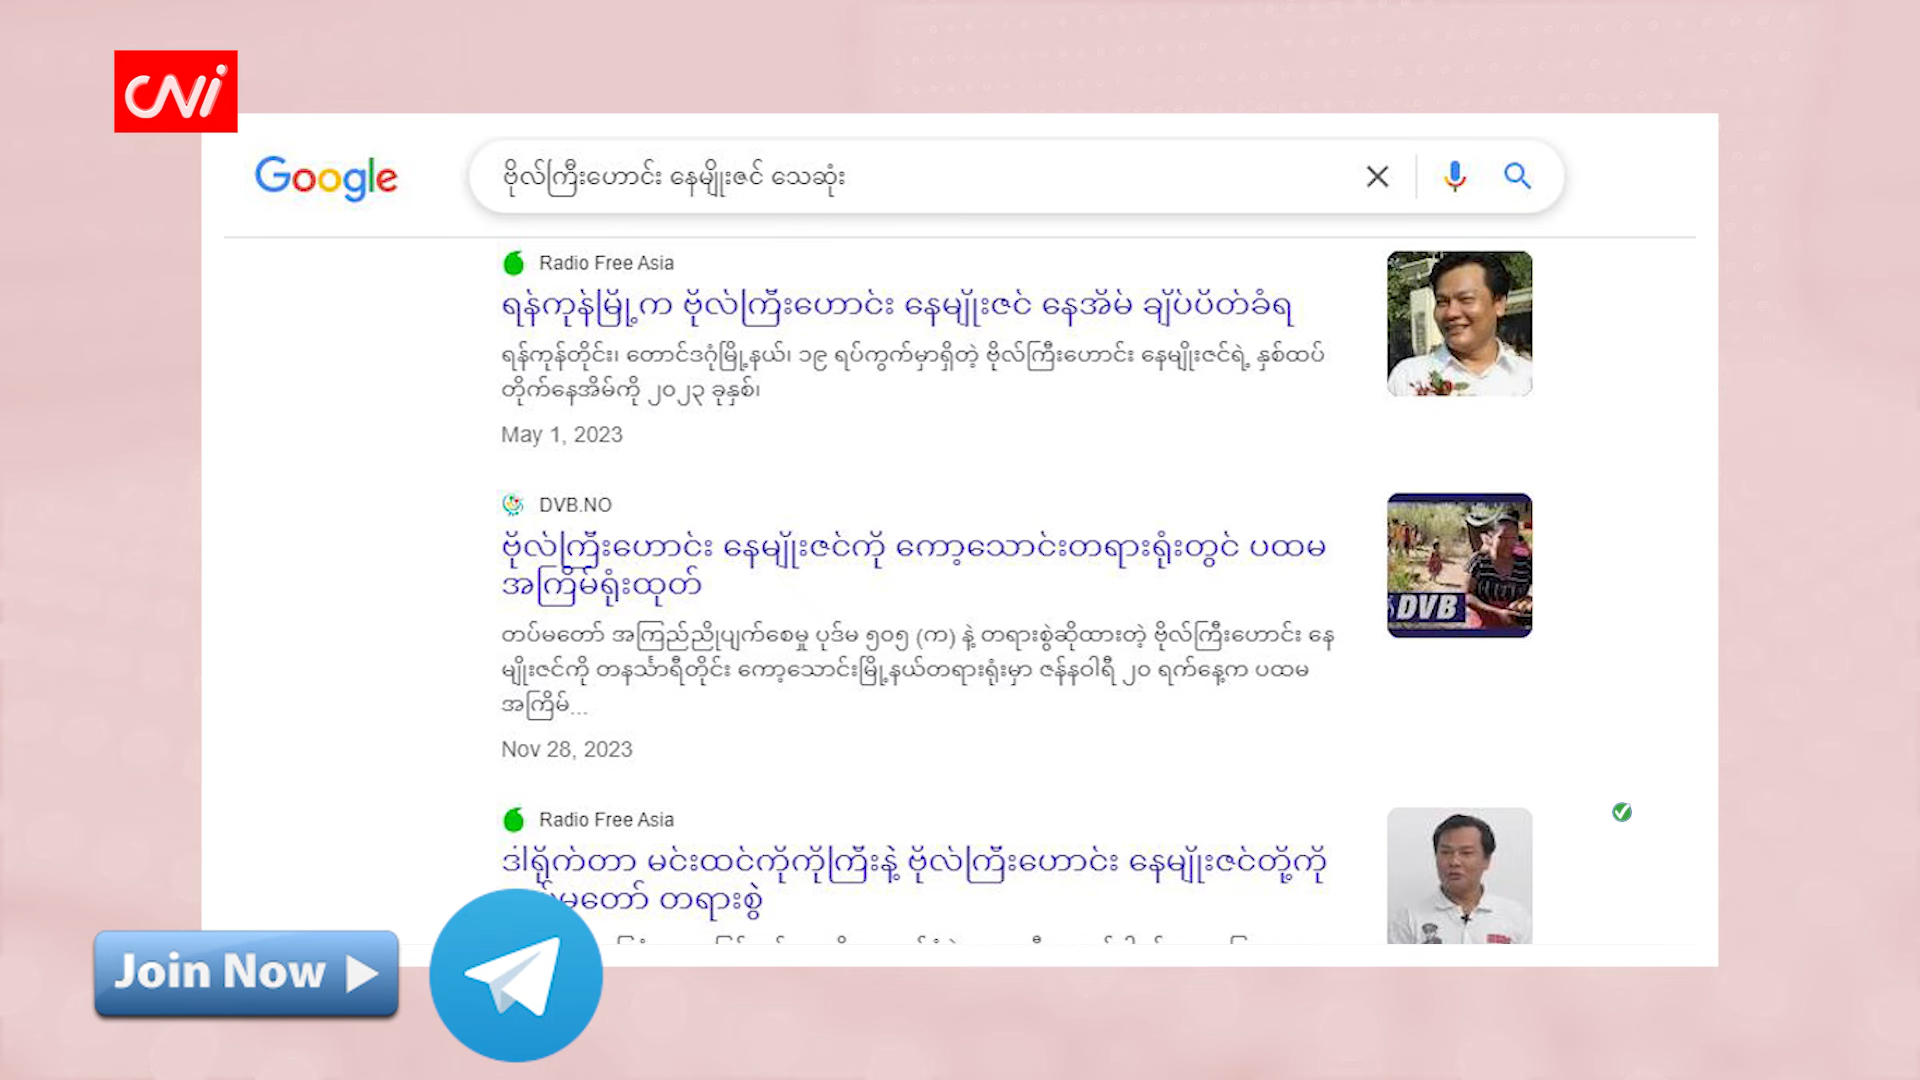 CNi
Google
ဗိုလ်ကြီးဟောင်း နေမျိုးဇင် သေဆုံး
Radio Free Asia
ရန်ကုန်မြို့က ဗိုလ်ကြီးဟောင်း နေမျိုးဇင် နေအိမ် ချိပ်ပိတ်ခံရ
ရန်ကုန်တိုင်း၊ တောင်ဒဂုံမြို့နယ်၊ ၁၉ ရပ်ကွက်မှာရှိတဲ့ ဗိုလ်ကြီးဟောင်း နေမျိုးဇင်ရဲ့ နှစ်ထပ်
တိုက်နေအိမ်ကို ၂၀၂၃ ခုနှစ်၊
May 1, 2023
DVB.NO
ဗိုလ်ကြီးဟောင်း နေမျိုးဇင်ကို ကော့သောင်းတရားရုံးတွင် ပထမ
အကြိမ်ရုံးထုတ်
တပ်မတော် အကြည်ညိုပျက်စေမှု ပုဒ်မ ၅၀၅ (က) နဲ့ တရားစွဲဆိုထားတဲ့ ဗိုလ်ကြီးဟောင်း နေ
မျိုးဇင်ကို တနင်္သာရီတိုင်း ကော့သောင်းမြို့နယ်တရားရုံးမှာ ဇန်နဝါရီ ၂၀ ရက်နေ့က ပထမ
အကြိမ်...
DVB
Nov 28, 2023
Radio Free Asia
ဒါရိုက်တာ မင်းထင်ကိုကိုကြီးနဲ့ ဗိုလ်ကြီးဟောင်း နေမျိုးဇင်တို့ကို
မတော် တရားစွဲ
Join Now